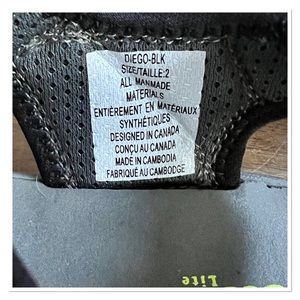 DIEGO-BLK
SIZE/TAILLE:2
ALL MANMADE
MATERIALS
ENTIÈREMENT EN MATÉRIAUX
SYNTHÉTIQUES
DESIGNED IN CANADA
CONÇU AU CANADA
MADE IN CAMBODIA
FABRIQUÉ AU CAMBODGE
Lite